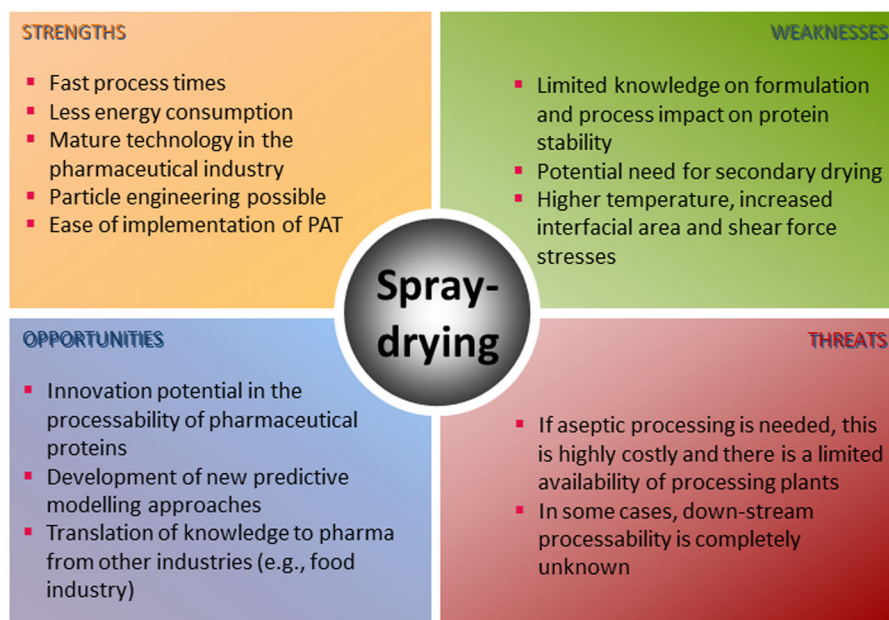 STRENGTHS
▪ Fast process times
▪ Less energy consumption
▪ Mature technology in the
pharmaceutical industry
▪ Particle engineering possible
▪ Ease of implementation of PAT
WEAKNESSES
▪ Limited knowledge on formulation
and process impact on protein
stability
▪ Potential need for secondary drying
▪ Higher temperature, increased
interfacial area and shear force
stresses
Spray-
drying
OPPORTUNITIES
▪ Innovation potential in the
processability of pharmaceutical
proteins
▪ Development of new predictive
modelling approaches
▪ Translation of knowledge to pharma
from other industries (e.g., food
industry)
THREATS
▪ If aseptic processing is needed, this
is highly costly and there is a limited
availability of processing plants
▪ In some cases, down-stream
processability is completely
unknown